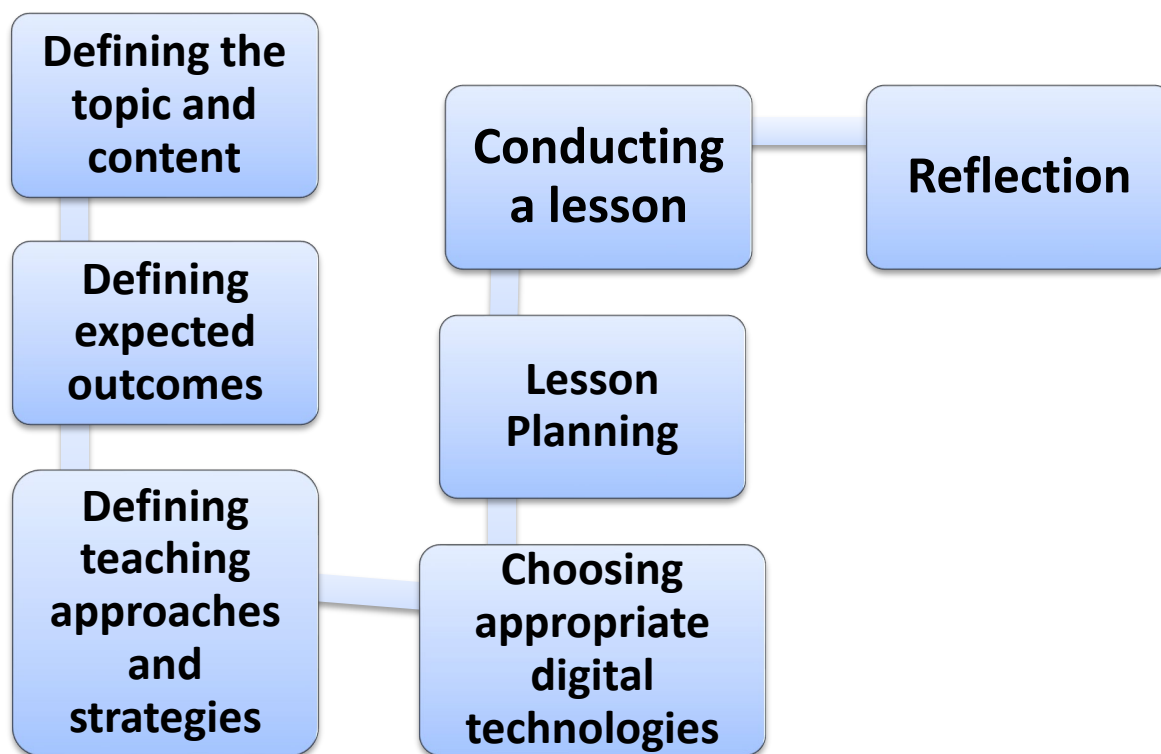 Defining the
topic and
content
Defining
expected
outcomes
Defining
teaching
approaches
and
strategies
Choosing
appropriate
digital
technologies
Lesson
Planning
Conducting
a lesson
Reflection